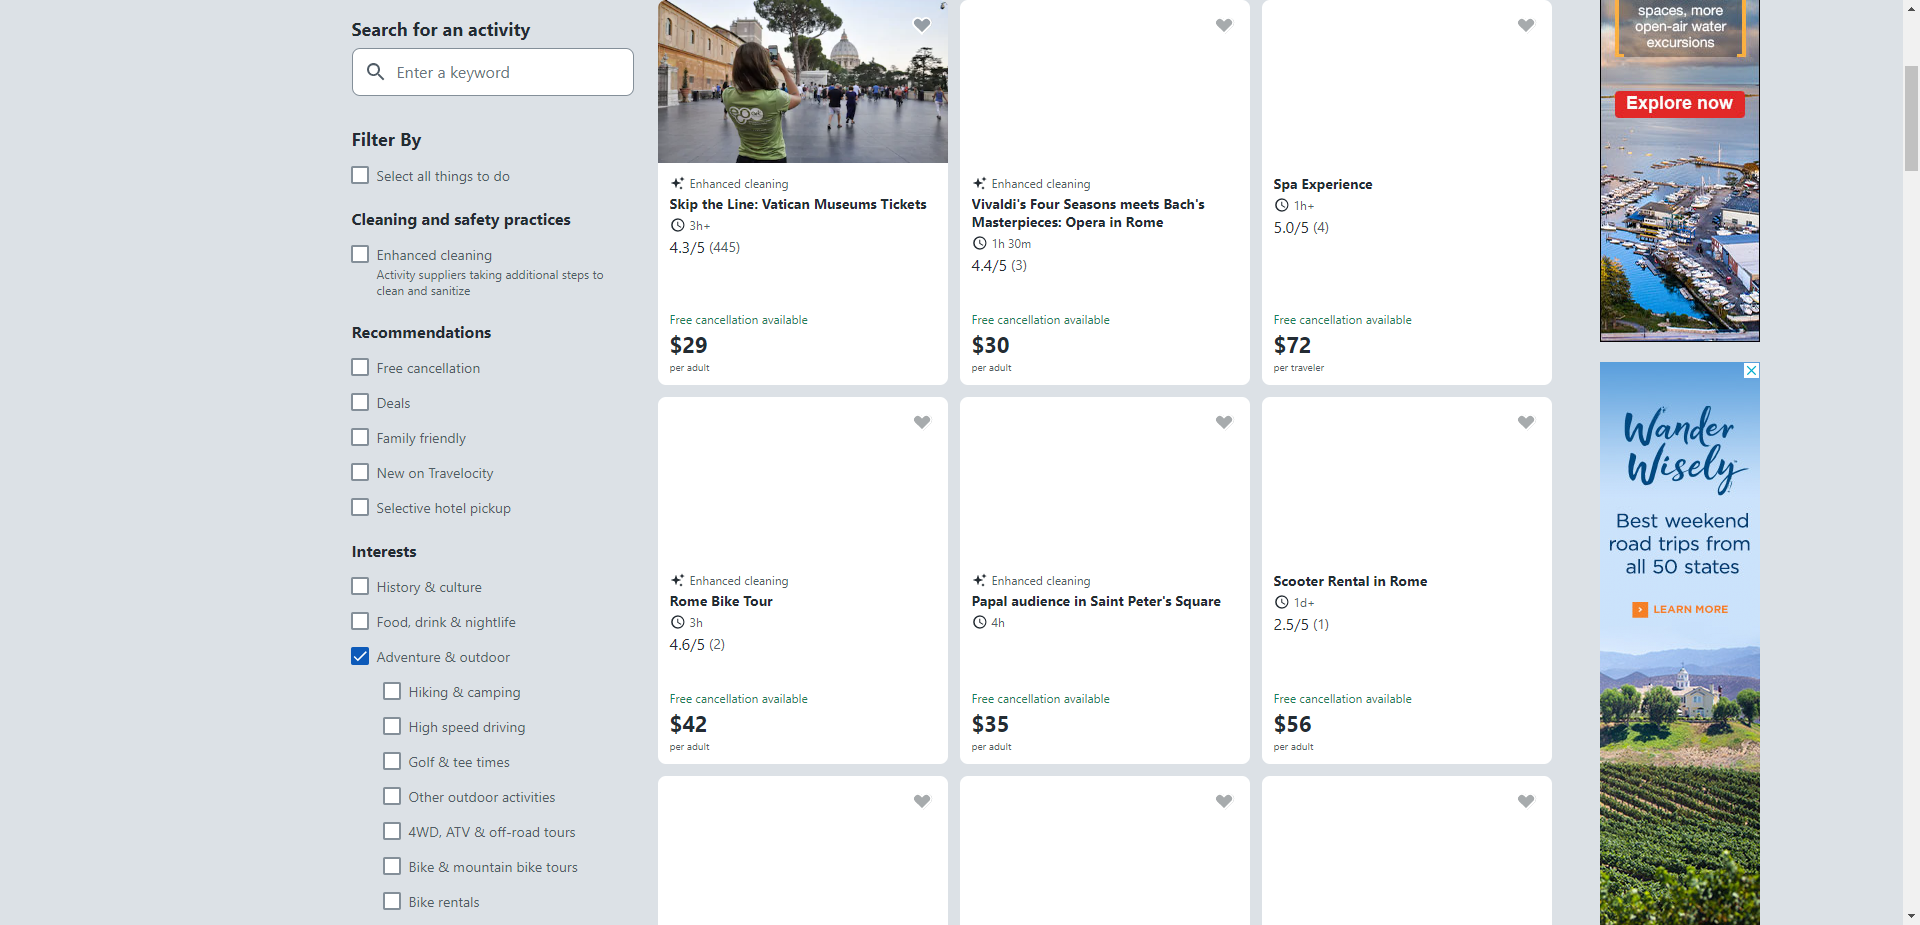 Search for an activity
Enter a keyword
Filter By
Select all things to do
Cleaning and safety practices
Enhanced cleaning
Activity suppliers taking additional steps to
clean and sanitize
Recommendations
Free cancellation
Deals
Family friendly
New on Travelocity
Selective hotel pickup
Interests
History & culture
Food, drink & nightlife
Adventure & outdoor
Hiking & camping
High speed driving
Golf & tee times
Other outdoor activities
4WD, ATV & off-road tours
Bike & mountain bike tours
Bike rentals
Enhanced cleaning
Skip the Line: Vatican Museums Tickets
3h+
4.3/5 (445)
Free cancellation available
$29
per adult
Enhanced cleaning
Vivaldi's Four Seasons meets Bach's
Masterpieces: Opera in Rome
1h 30m
4.4/5 (3)
Free cancellation available
$30
per adult
Spa Experience
1h+
5.0/5 (4)
Free cancellation available
$72
per traveler
Enhanced cleaning
Rome Bike Tour
3h
4.6/5 (2)
Free cancellation available
$42
per adult
Enhanced cleaning
Papal audience in Saint Peter's Square
4h
Free cancellation available
$35
per adult
Scooter Rental in Rome
1d+
2.5/5 (1)
Free cancellation available
$56
per adult
spaces, more
open-air water
excursions
Explore now
Wander
Wisely
Best weekend
road trips from
all 50 states
LEARN MORE